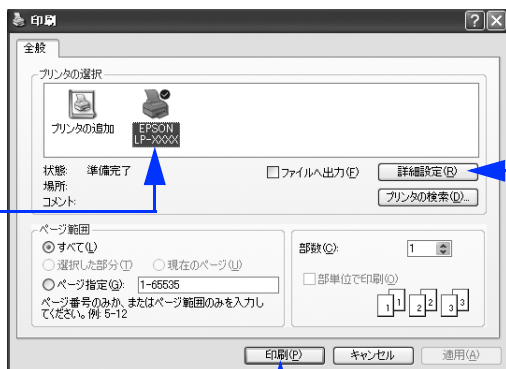 印刷
全般
プリンタの選択
プリンタの追加
EPSON
LP-XXXX
状態: 準備完了
場所:
コメント:
ファイルへ出力(F)
詳細設定(R)
プリンタの検索(D)...
ページ範囲
すべて(L)
選択した部分(T) 現在のページ(U)
ページ指定(G): 1-65535
ページ番号のみか、またはページ範囲のみを入力し
てください。例: 5-12
部数(C): 1
部単位で印刷(O)
1 1 2 2 3 3
印刷(P) キャンセル 適用(A)